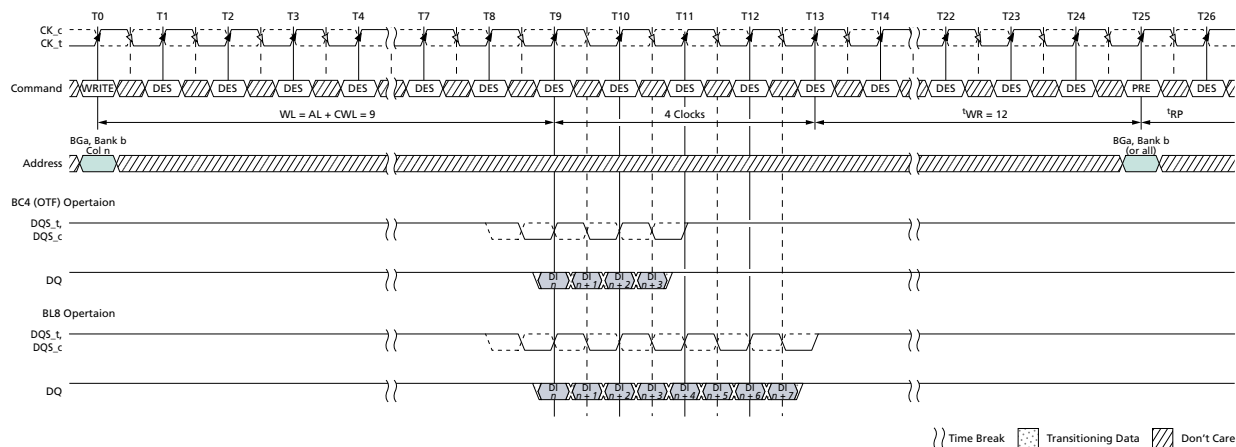 T0 T1 T2 T3 T4 T7 T8 T9 T10 T11 T12 T13 T14 T22 T23 T24 T25 T26
CK_c
CK_t
Command WRITE DES DES DES DES DES DES DES DES DES DES DES DES DES DES DES PRE DES
WL = AL + CWL = 9 4 Clocks tWR = 12 tRP
BGa, Bank b
Col n
BGa, Bank b
(or all)
Address
BC4 (OTF) Opertaion
DQS_t,
DQS_c
DQ
DI n DI n + 1 DI n + 2 DI n + 3
BL8 Opertaion
DQS_t,
DQS_c
DQ
DI n DI n + 1 DI n + 2 DI n + 3 DI n + 4 DI n + 5 DI n + 6 DI n + 7
Time Break Transitioning Data Don't Care